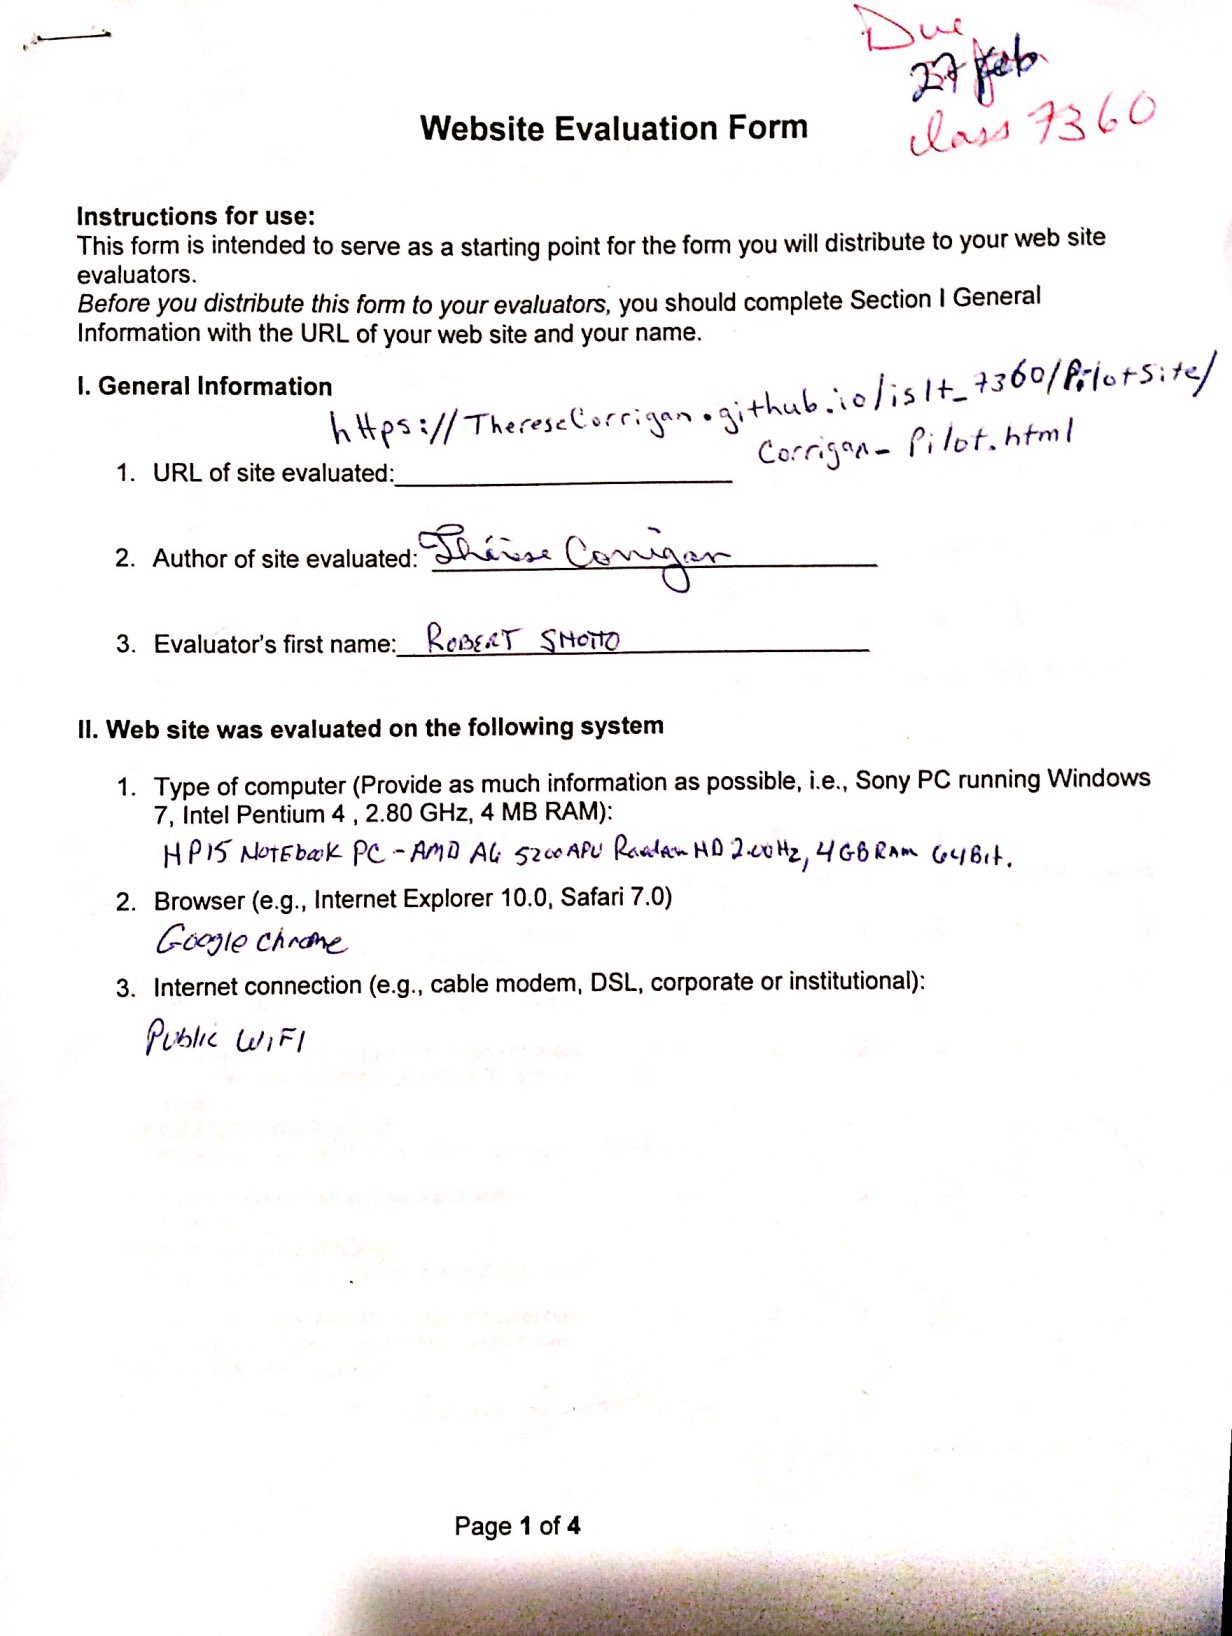 Due
27 feb
class 7360
Website Evaluation Form
Instructions for use:
This form is intended to serve as a starting point for the form you will distribute to your web site
evaluators.
Before you distribute this form to your evaluators, you should complete Section I General
Information with the URL of your web site and your name.
I. General Information
https://ThereseCorrigan.github.io/islt_7360/PilotSite/
Corrigan-Pilot.html
1. URL of site evaluated:
2. Author of site evaluated: Thérèse Corrigan
3. Evaluator's first name: ROBERT SHOTTO
II. Web site was evaluated on the following system
1. Type of computer (Provide as much information as possible, i.e., Sony PC running Windows
7, Intel Pentium 4 , 2.80 GHz, 4 MB RAM):
HP15 NOTEbook PC - AMD A6 5200 APU HD 2.00Hz, 4GB RAM 64Bit.
2. Browser (e.g., Internet Explorer 10.0, Safari 7.0)
Google chrome
3. Internet connection (e.g., cable modem, DSL, corporate or institutional):
Public WIFI
Page 1 of 4